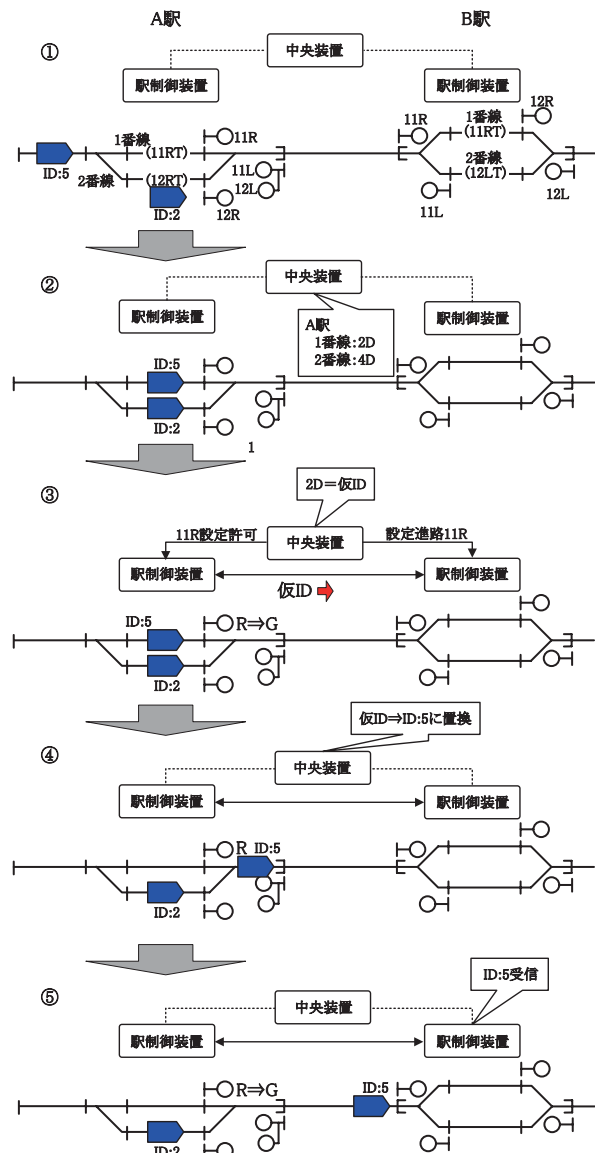 A駅
B駅
①
中央装置
駅制御装置
駅制御装置
1番線
(11RT)
11R
2番線
(12RT)
11L
12L
12R
ID:5
ID:2
11R
1番線
(11RT)
12R
2番線
(12LT)
11L
12L
②
中央装置
駅制御装置
駅制御装置
A駅
1番線:2D
2番線:4D
ID:5
ID:2
1
③
2D=仮ID
11R設定許可
中央装置
設定進路11R
駅制御装置
駅制御装置
仮ID
ID:5
R⇒G
ID:2
仮ID⇒ID:5に置換
④
中央装置
駅制御装置
駅制御装置
R
ID:5
ID:2
⑤
ID:5受信
中央装置
駅制御装置
駅制御装置
R⇒G
ID:5
ID:2